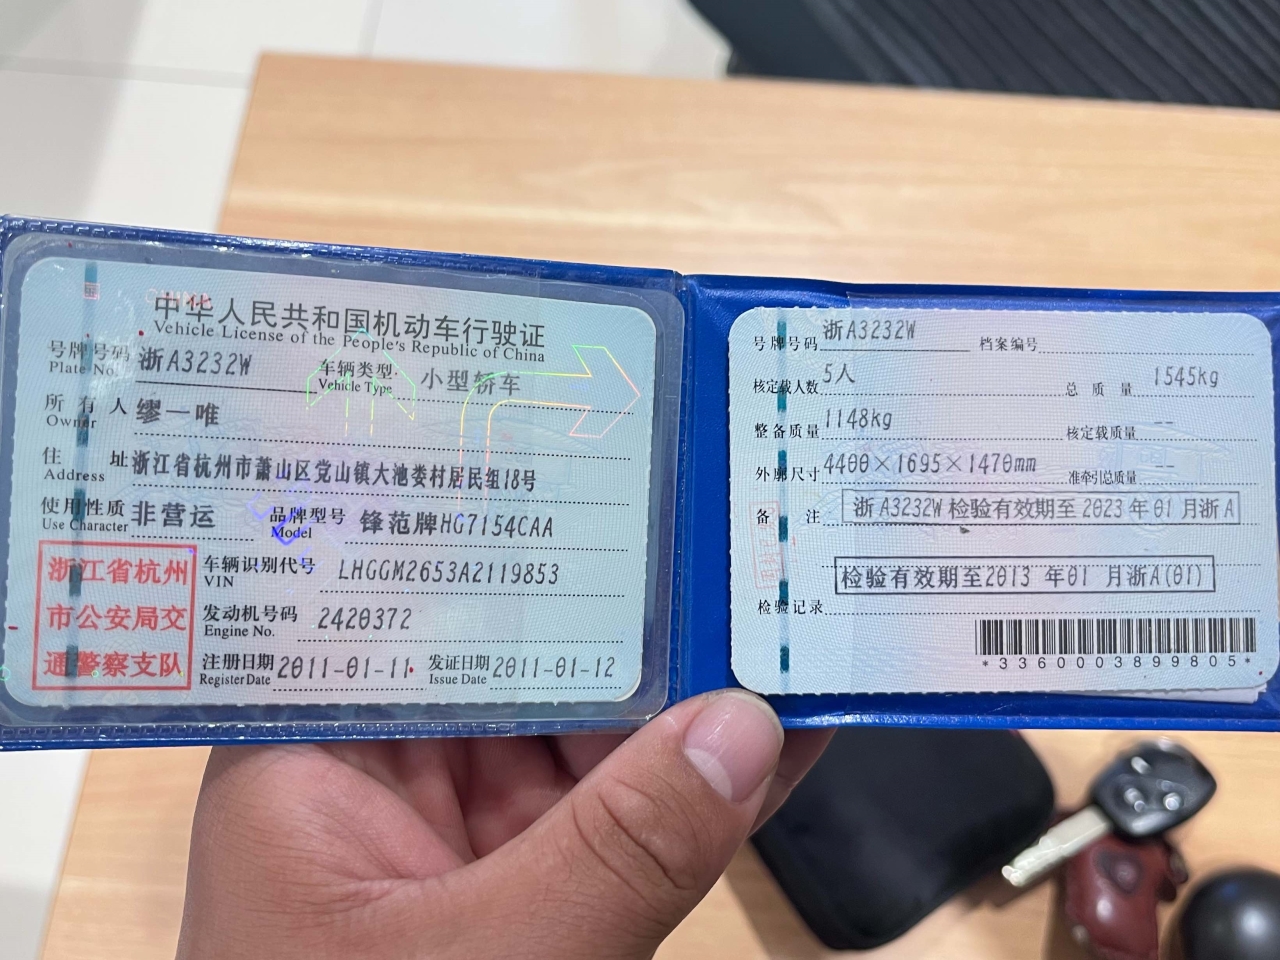 中华人民共和国机动车行驶证
Vehicle License of the People's Republic of China
号牌号码 浙A3232W 车辆类型 小型轿车
Plate No. Vehicle Type
所有人 缪一唯
Owner
住址 浙江省杭州市萧山区党山镇大池娄村居民组18号
Address
使用性质 非营运 品牌型号 锋范牌HG7154CAA
Use Character Model
浙江省杭州
市公安局交
通警察支队
车辆识别代号 LHGGM2653A2119853
VIN
发动机号码 2420372
Engine No.
注册日期 2011-01-11 发证日期 2011-01-12
Register Date Issue Date
号牌号码 浙A3232W 档案编号
核定载人数 5人 总质量 1545kg
整备质量 1148kg 核定载质量 --
外廓尺寸 4400×1695×1470mm 准牵引总质量 --
备注 浙A3232W 检验有效期至2023年01月浙A
检验有效期至2013 年01 月浙A(01)
检验记录
*3360003899805*